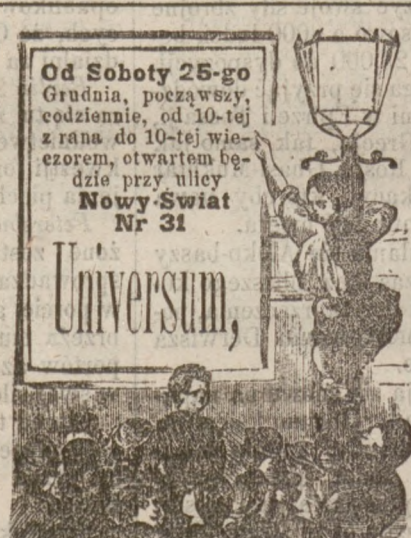 Od Soboty 25-go
Grudnia, począwszy,
codziennie, od 10-tej
z rana do 10-tej wie-
czorem, otwartem bę-
dzie przy ulicy
Nowy-Świat
Nr 31
Universum,